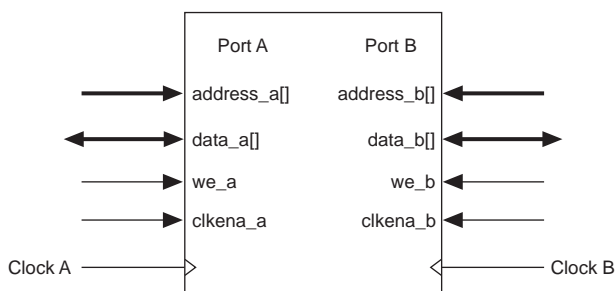 Port A Port B
address_a[] address_b[]
data_a[] data_b[]
we_a we_b
clkena_a clkena_b
Clock A Clock B